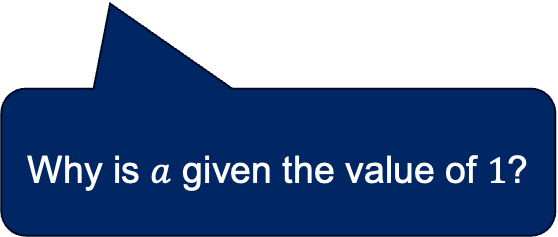 Why is 𝑎 given the value of 1?